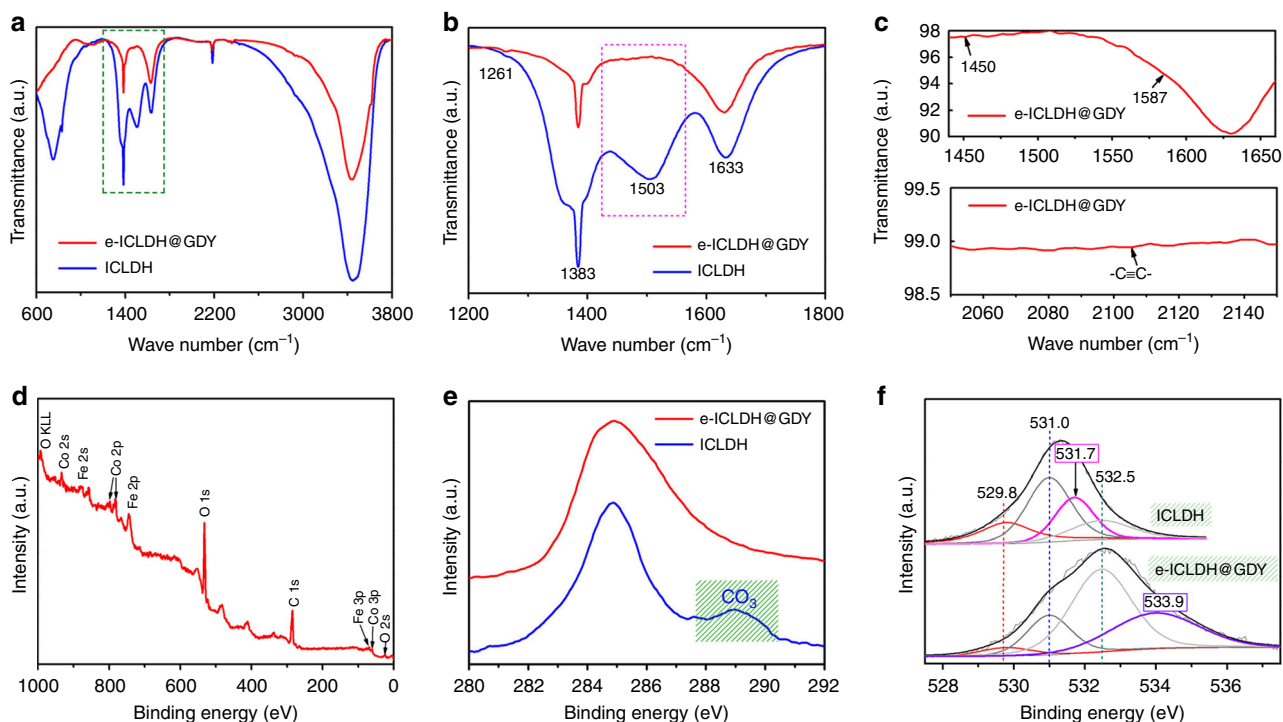 a
Transmittance (a.u.)
e-ICLDH@GDY
ICLDH
600 1400 2200 3000 3800
Wave number (cm⁻¹)
b
Transmittance (a.u.)
1261
1383
1503
1633
e-ICLDH@GDY
ICLDH
1200 1400 1600 1800
Wave number (cm⁻¹)
c
Transmittance (a.u.)
98
96
94
92
90
1450
1587
e-ICLDH@GDY
1450 1500 1550 1600 1650
99.5
99.0
98.5
e-ICLDH@GDY
-C≡C-
2060 2080 2100 2120 2140
Wave number (cm⁻¹)
d
Intensity (a.u.)
O KLL
Co 2s
Fe 2s
Co 2p
Fe 2p
O 1s
C 1s
Fe 3p
Co 3p
O 2s
1000 800 600 400 200 0
Binding energy (eV)
e
Intensity (a.u.)
e-ICLDH@GDY
ICLDH
CO₃
280 282 284 286 288 290 292
Binding energy (eV)
f
Intensity (a.u.)
531.0
531.7
529.8
532.5
ICLDH
e-ICLDH@GDY
533.9
528 530 532 534 536
Binding energy (eV)